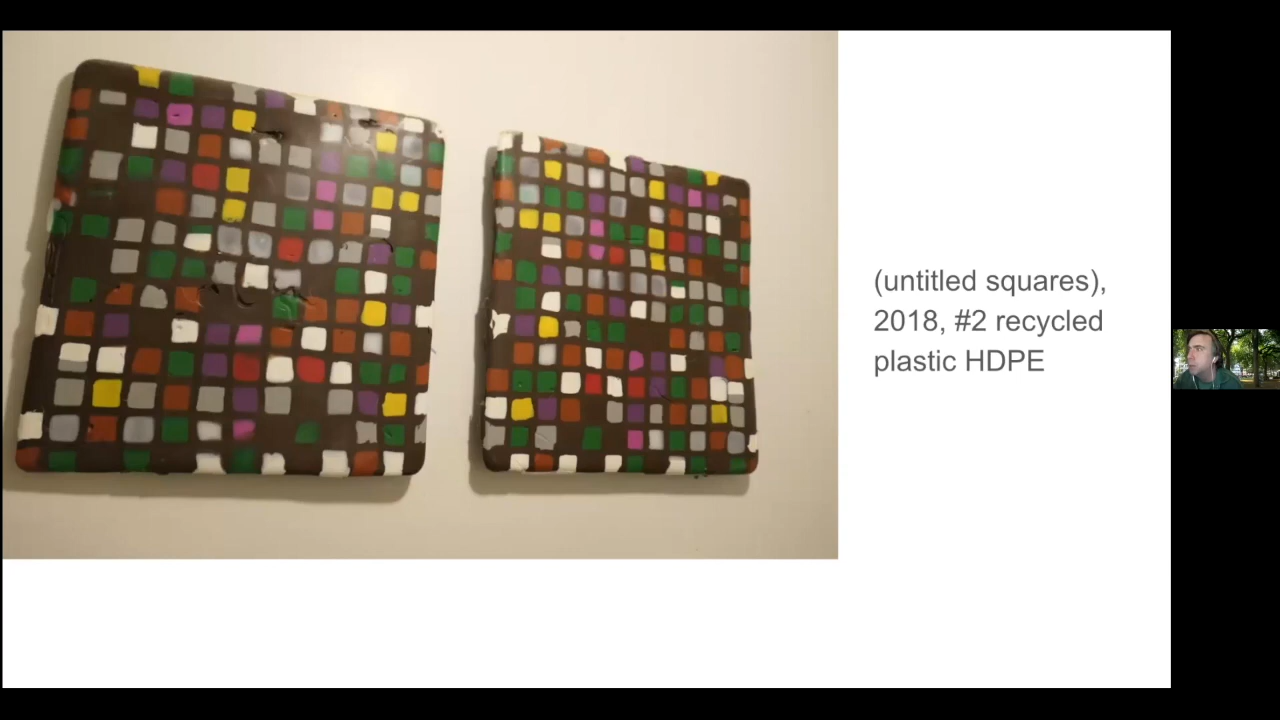 (untitled squares),
2018, #2 recycled
plastic HDPE